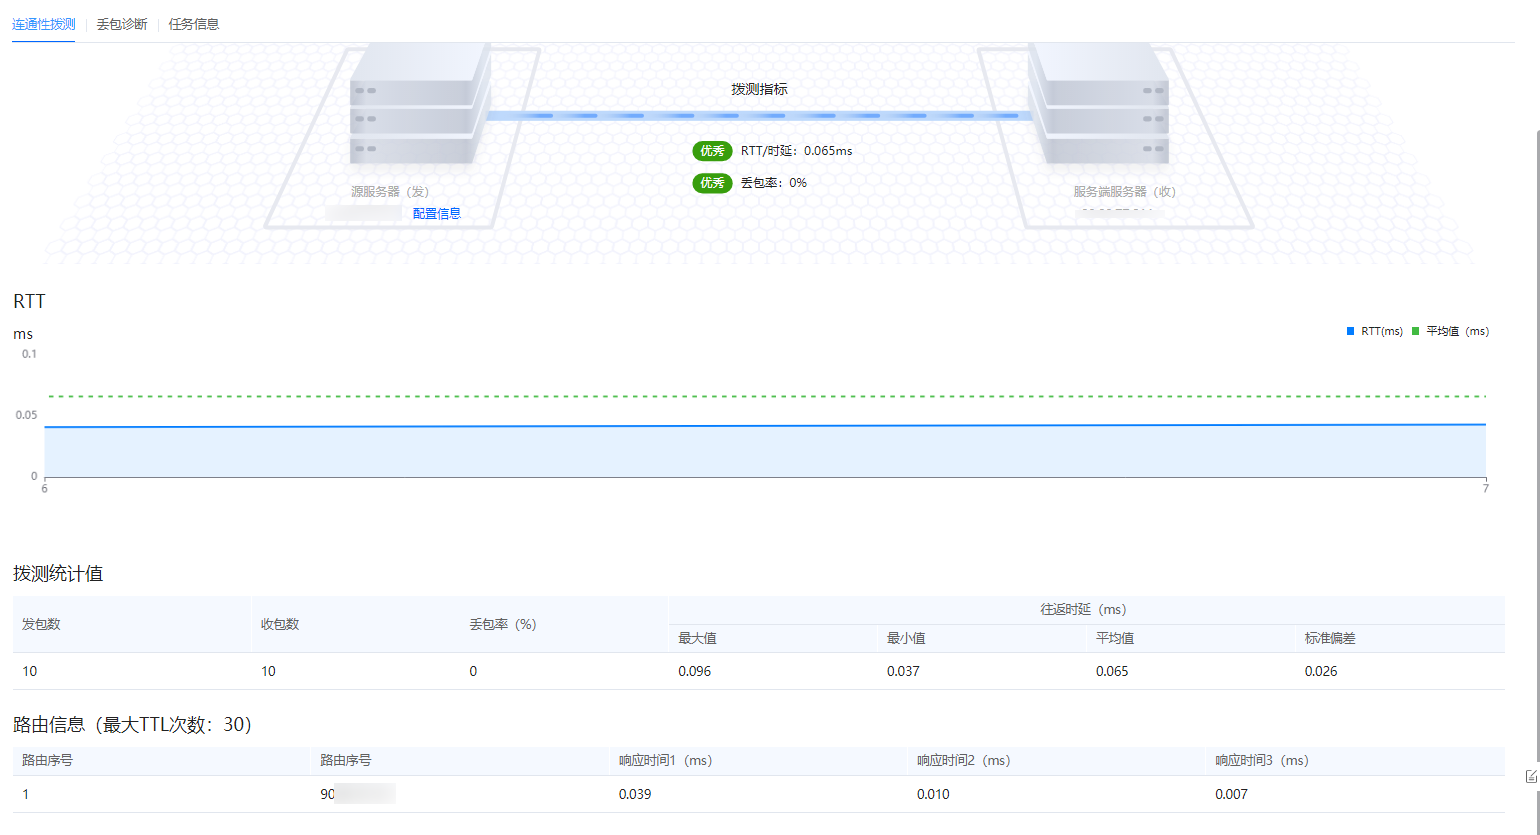 连通性拨测 丢包诊断 任务信息
拨测指标
优秀 RTT/时延：0.065ms
优秀 丢包率：0%
源服务器（发）
配置信息
服务端服务器（收）
RTT
ms
RTT(ms) 平均值（ms）
0.1
0.05
0
6 7
拨测统计值
发包数 收包数 丢包率（%） 往返时延（ms）
最大值 最小值 平均值 标准偏差
10 10 0 0.096 0.037 0.065 0.026
路由信息（最大TTL次数：30）
路由序号 路由序号 响应时间1（ms） 响应时间2（ms） 响应时间3（ms）
1 90 0.039 0.010 0.007